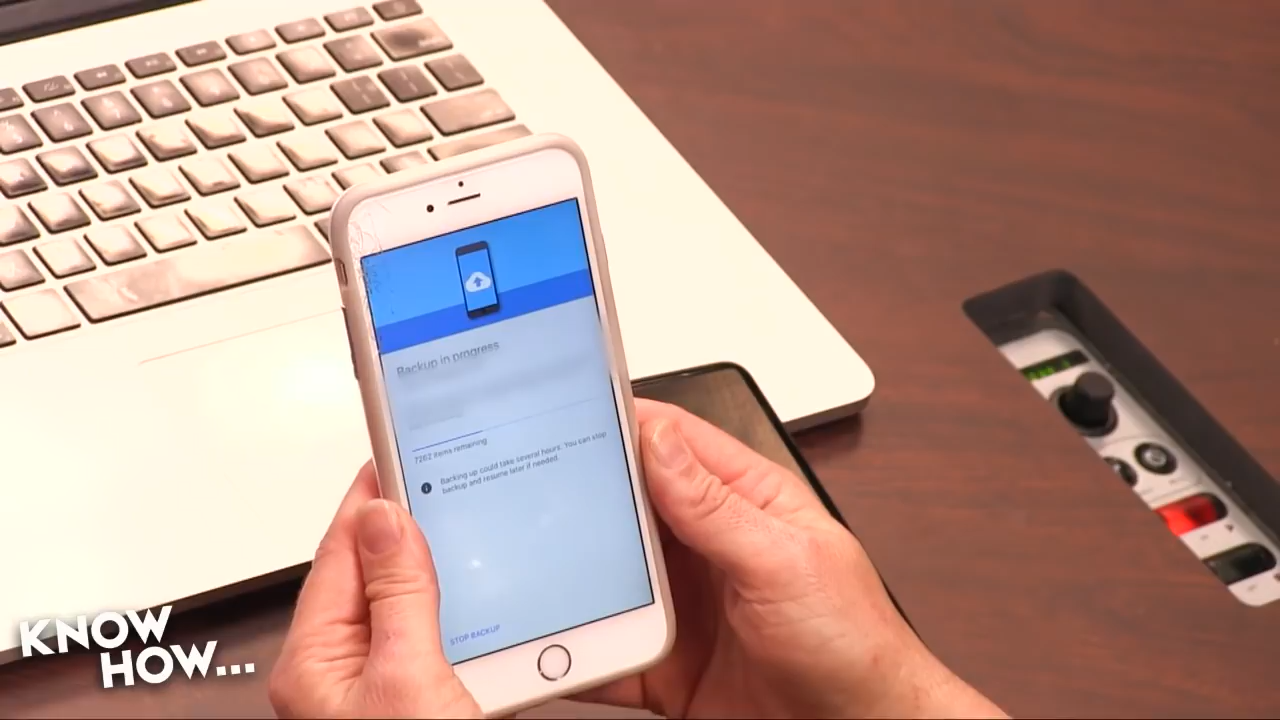 Backup in progress
7262 items remaining
Backing up could take several hours. You can stop
backup and resume later if needed.
STOP BACKUP
KNOW
HOW...